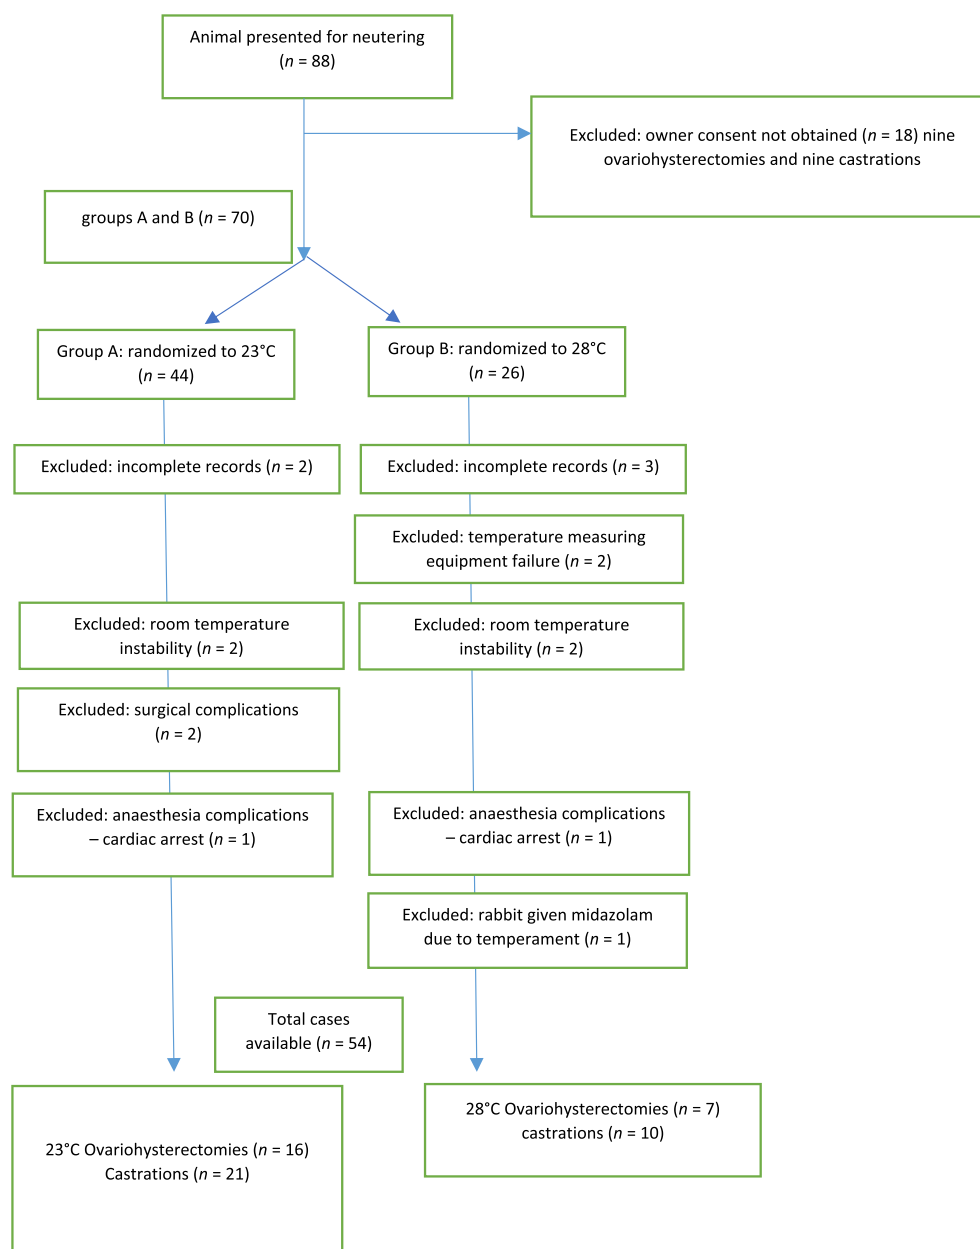 Animal presented for neutering
(n = 88)
Excluded: owner consent not obtained (n = 18) nine
ovariohysterectomies and nine castrations
groups A and B (n = 70)
Group A: randomized to 23°C
(n = 44)
Group B: randomized to 28°C
(n = 26)
Excluded: incomplete records (n = 2)
Excluded: incomplete records (n = 3)
Excluded: temperature measuring
equipment failure (n = 2)
Excluded: room temperature
instability (n = 2)
Excluded: room temperature
instability (n = 2)
Excluded: surgical complications
(n = 2)
Excluded: anaesthesia complications
– cardiac arrest (n = 1)
Excluded: anaesthesia complications
– cardiac arrest (n = 1)
Excluded: rabbit given midazolam
due to temperament (n = 1)
Total cases
available (n = 54)
23°C Ovariohysterectomies (n = 16)
Castrations (n = 21)
28°C Ovariohysterectomies (n = 7)
castrations (n = 10)